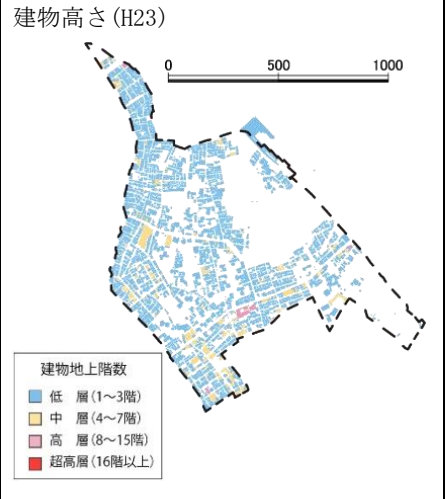 建物高さ(H23)
0 500 1000
建物地上階数
低 層(1〜3階)
中 層(4〜7階)
高 層(8〜15階)
超高層(16階以上)